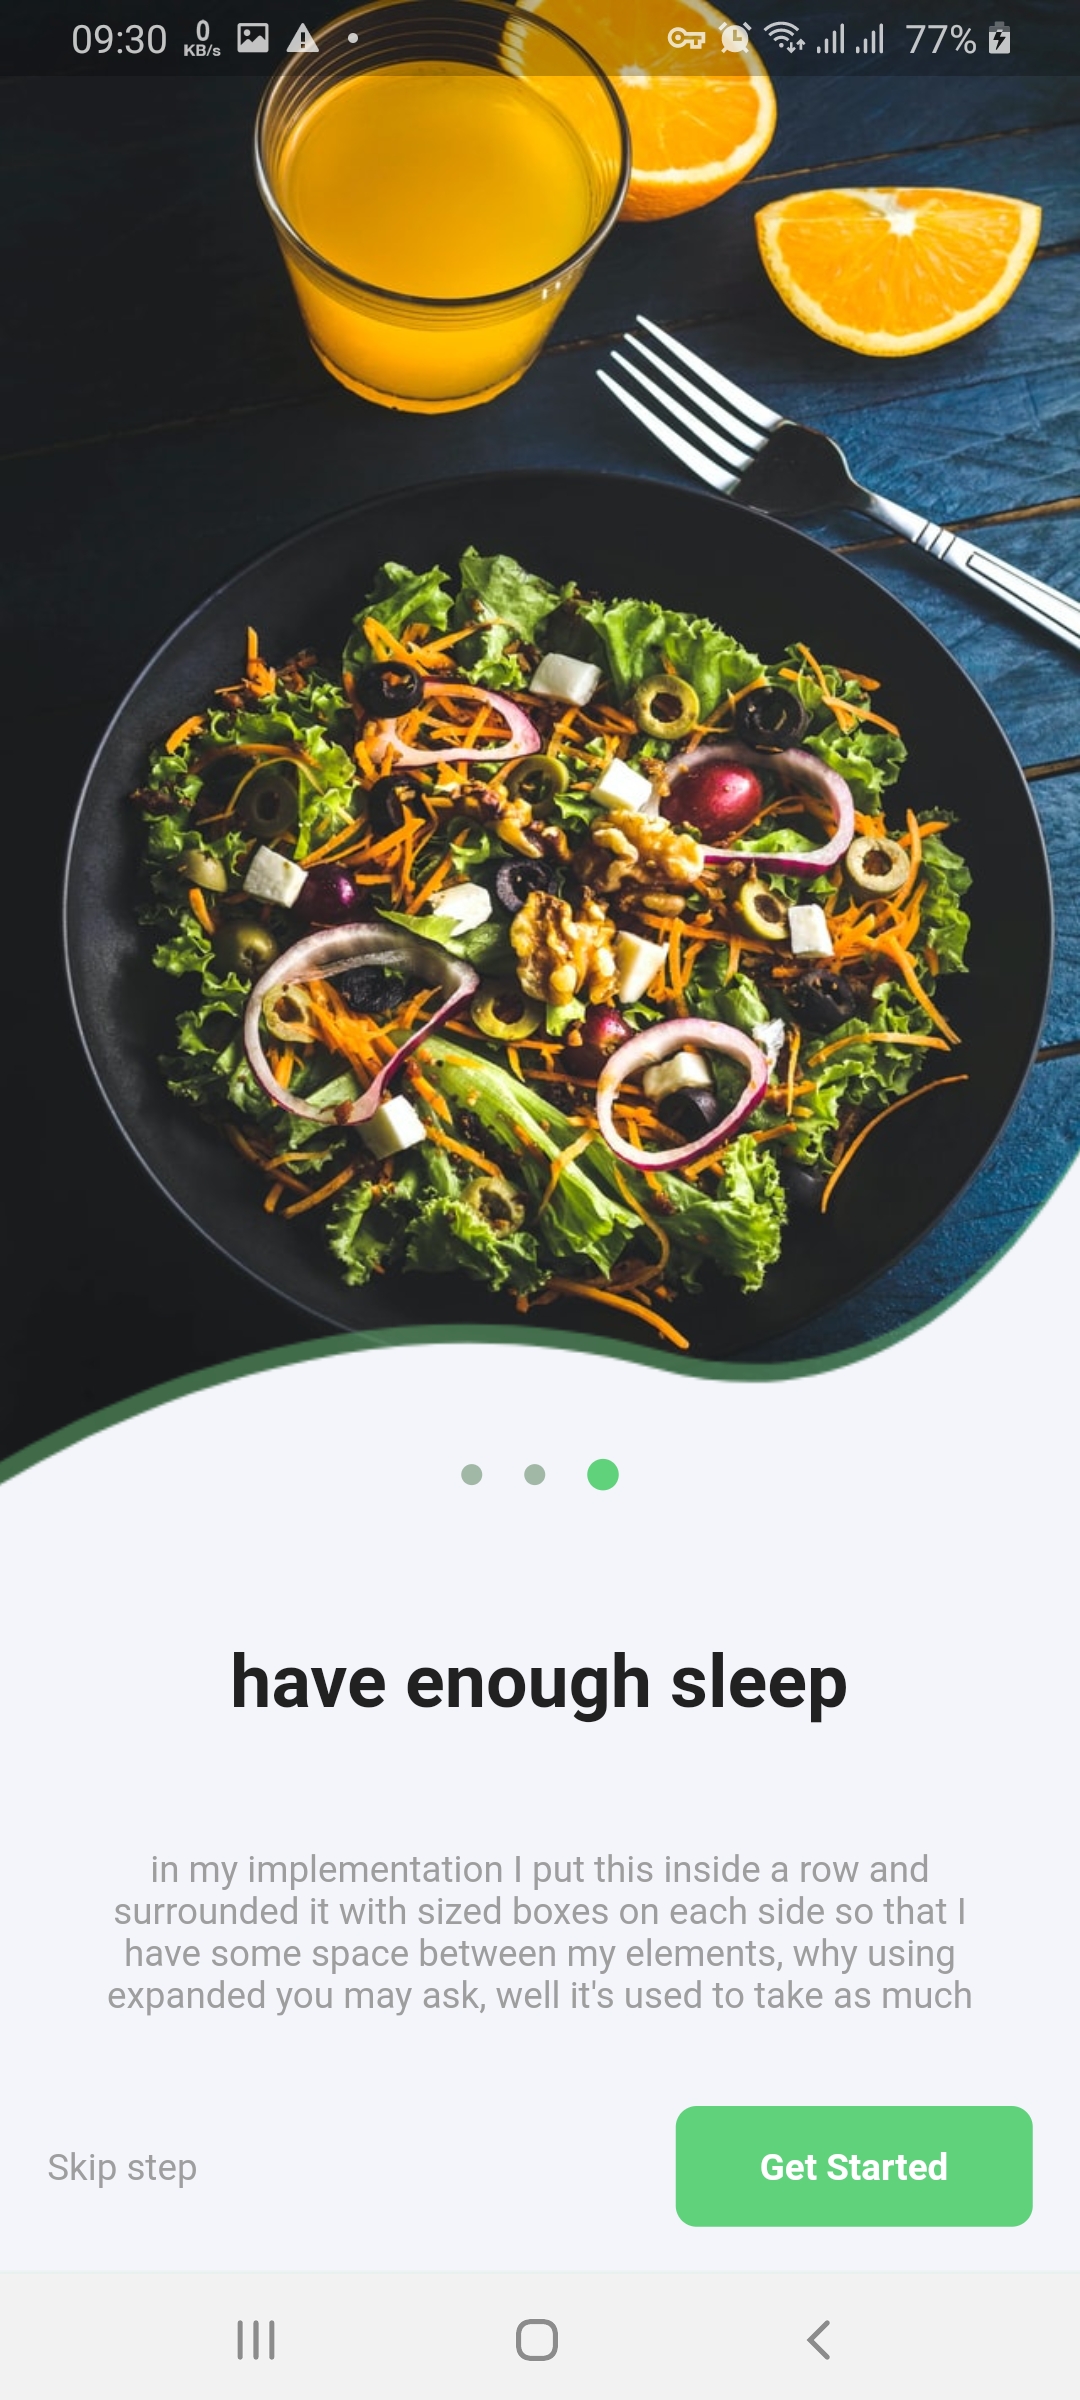 09:30 0 KB/s 77%
have enough sleep
in my implementation I put this inside a row and
surrounded it with sized boxes on each side so that I
have some space between my elements, why using
expanded you may ask, well it's used to take as much
Skip step Get Started